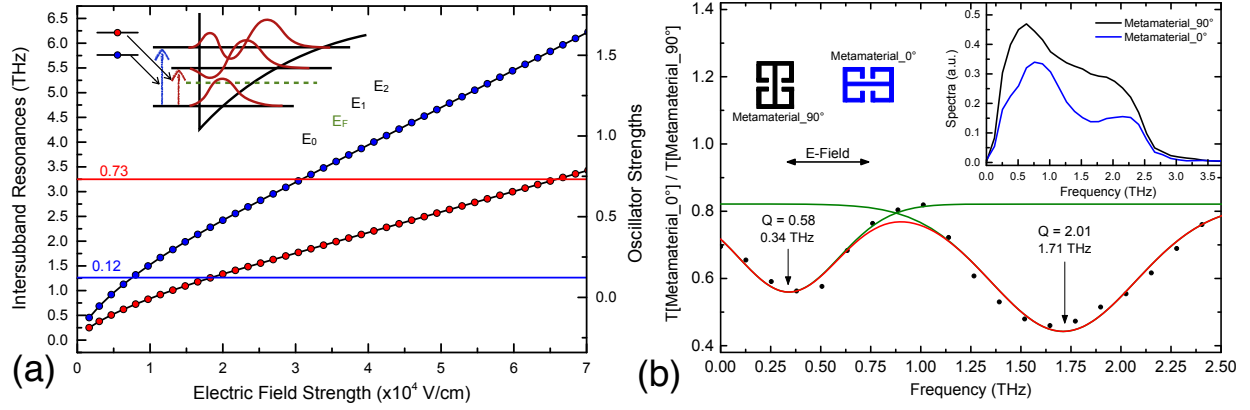 (a)
Intersubband Resonances (THz)
6.5
6.0
5.5
5.0
4.5
4.0
3.5
3.0
2.5
2.0
1.5
1.0
0.5
0.0
0.73
0.12
E₂
E₁
E_F
E₀
1.5
1.0
0.5
0.0
Oscillator Strengths
0 1 2 3 4 5 6 7
Electric Field Strength (x10⁴ V/cm)
(b)
T[Metamaterial_0°] / T[Metamaterial_90°]
1.4
1.2
1.0
0.8
0.6
0.4
Metamaterial_90°
Metamaterial_0°
E-Field
Q = 0.58
0.34 THz
Q = 2.01
1.71 THz
0.00 0.25 0.50 0.75 1.00 1.25 1.50 1.75 2.00 2.25 2.50
Frequency (THz)
Spectra (a.u.)
0.5
0.4
0.3
0.2
0.1
0.0
Metamaterial_90°
Metamaterial_0°
0.0 0.5 1.0 1.5 2.0 2.5 3.0 3.5
Frequency (THz)